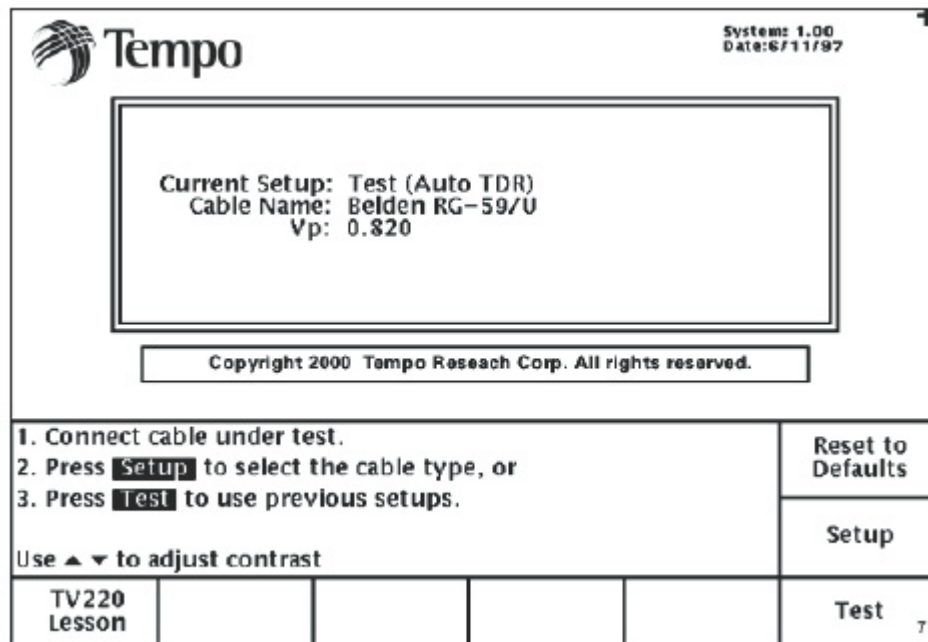 Tempo
System: 1.00
Date:6/11/97
Current Setup: Test (Auto TDR)
Cable Name: Belden RG-59/U
Vp: 0.820
Copyright 2000 Tempo Reseach Corp. All rights reserved.
1. Connect cable under test.
2. Press Setup to select the cable type, or
3. Press Test to use previous setups.
Use ▲ ▼ to adjust contrast
Reset to
Defaults
Setup
TV220
Lesson
Test